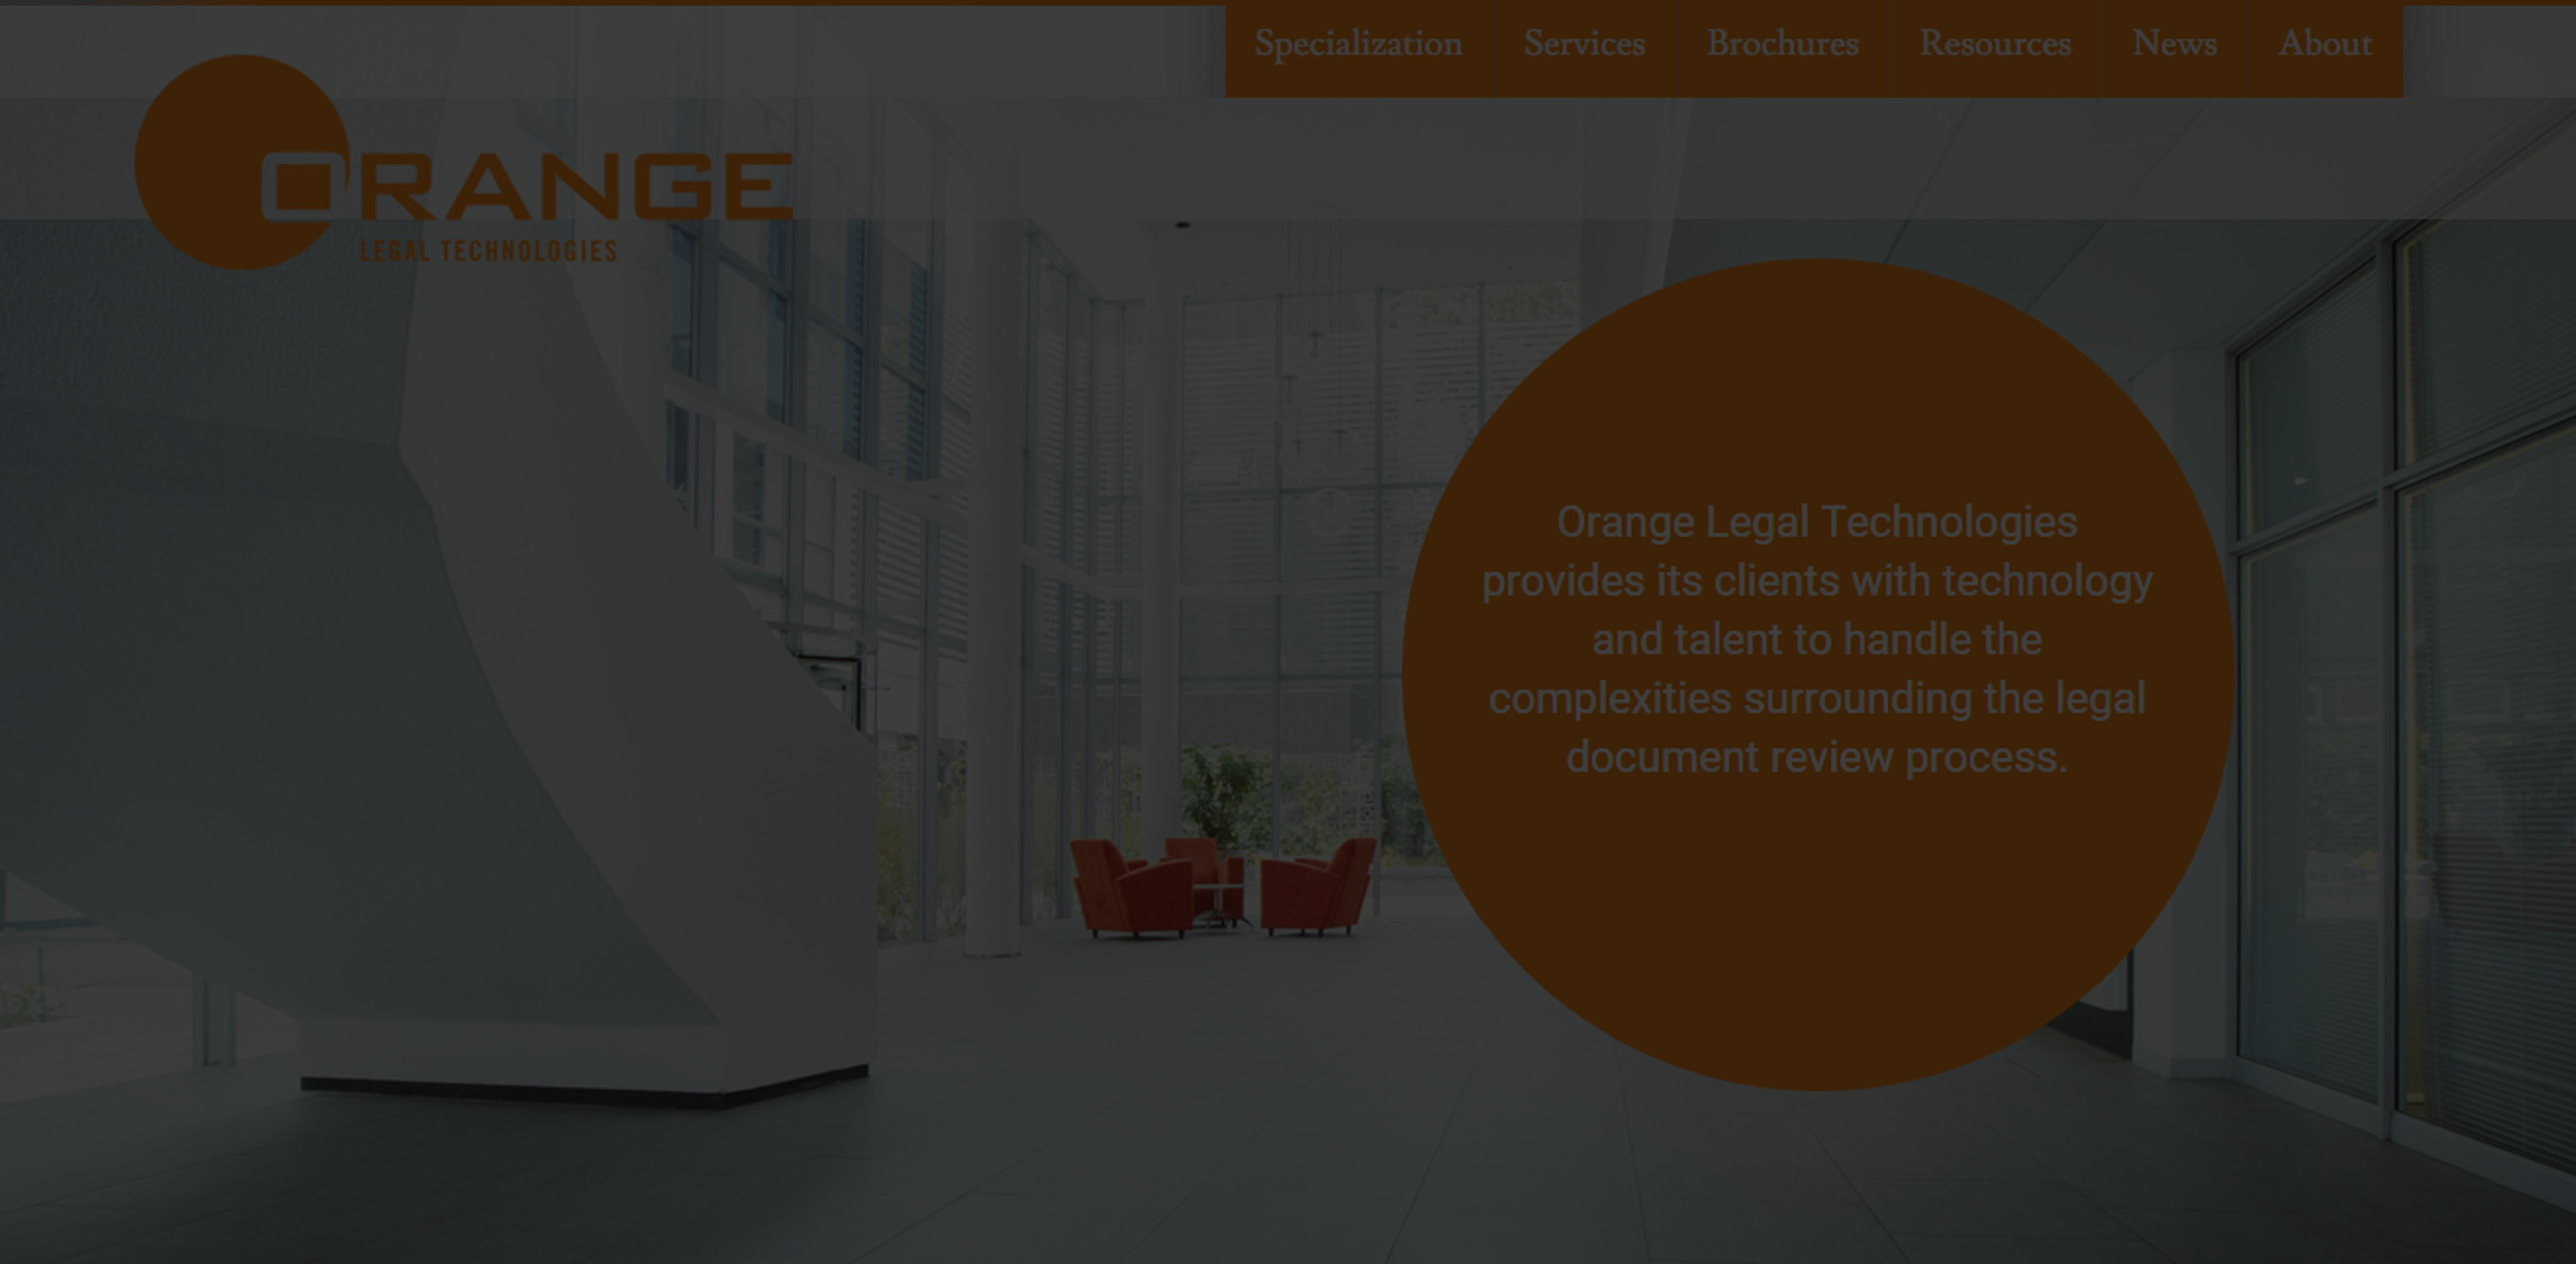 Specialization
Services
Brochures
Resources
News
About
ORANGE
LEGAL TECHNOLOGIES
Orange Legal Technologies
provides its clients with technology
and talent to handle the
complexities surrounding the legal
document review process.